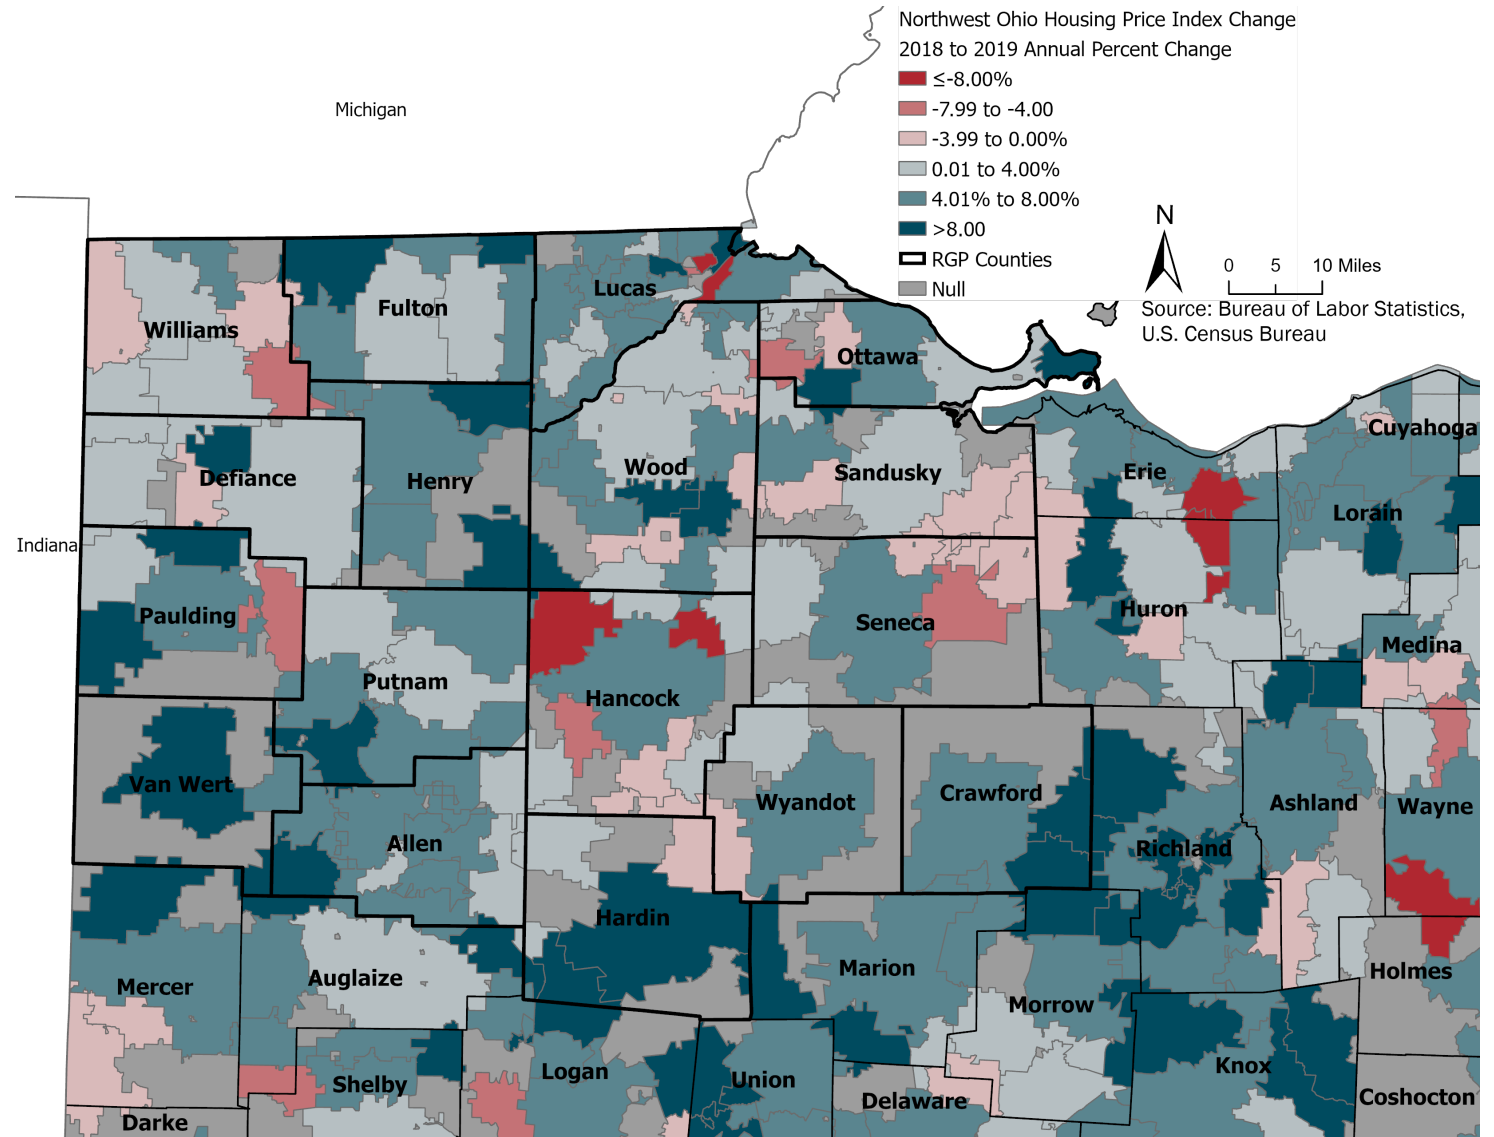 Northwest Ohio Housing Price Index Change
2018 to 2019 Annual Percent Change
≤-8.00%
-7.99 to -4.00
-3.99 to 0.00%
0.01 to 4.00%
4.01% to 8.00%
>8.00
RGP Counties
Null
N
0 5 10 Miles
Source: Bureau of Labor Statistics,
U.S. Census Bureau
Michigan
Indiana
Williams
Fulton
Lucas
Ottawa
Cuyahoga
Defiance
Henry
Wood
Sandusky
Erie
Lorain
Paulding
Putnam
Hancock
Seneca
Huron
Medina
Van Wert
Allen
Wyandot
Crawford
Richland
Ashland
Wayne
Hardin
Mercer
Auglaize
Marion
Morrow
Holmes
Shelby
Logan
Union
Delaware
Knox
Coshocton
Darke